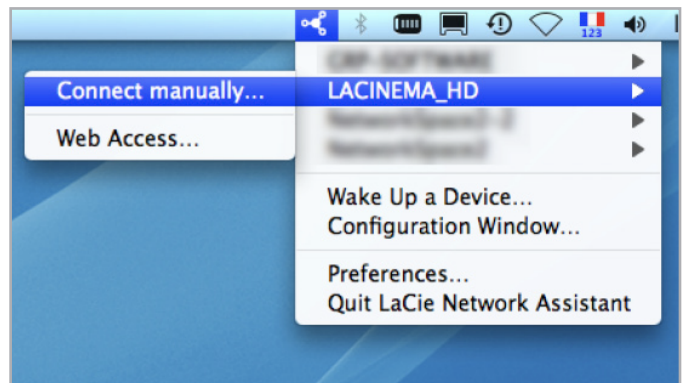 123
LACINEMA_HD
Connect manually...
Web Access...
Wake Up a Device...
Configuration Window...
Preferences...
Quit LaCie Network Assistant